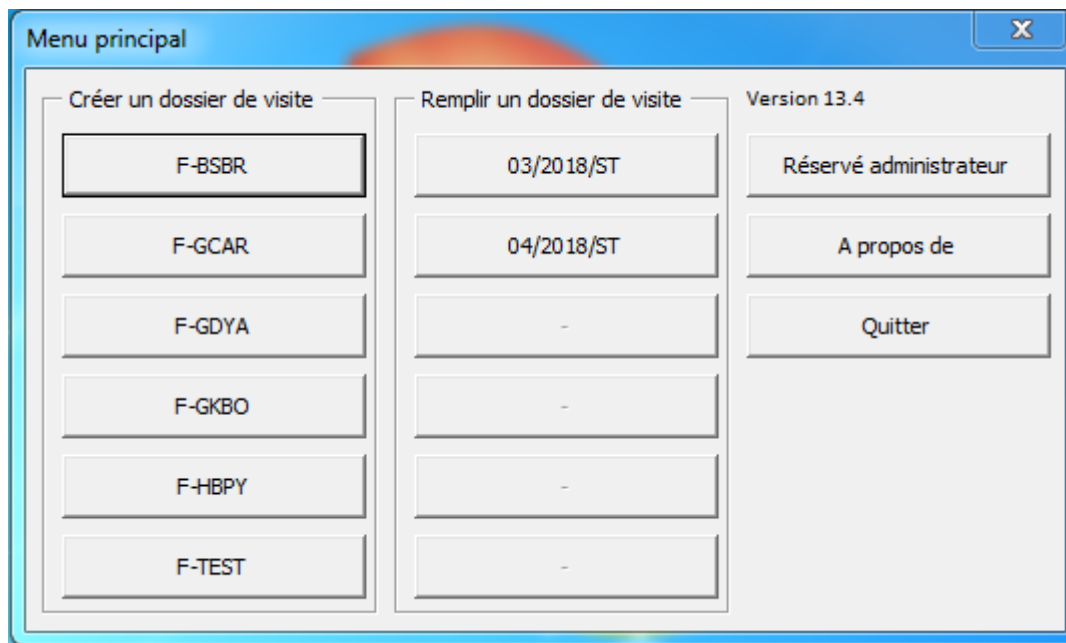 Menu principal
Créer un dossier de visite
F-BSBR
F-GCAR
F-GDYA
F-GKBO
F-HBPY
F-TEST
Remplir un dossier de visite
03/2018/ST
04/2018/ST
-
-
-
-
Version 13.4
Réservé administrateur
A propos de
Quitter